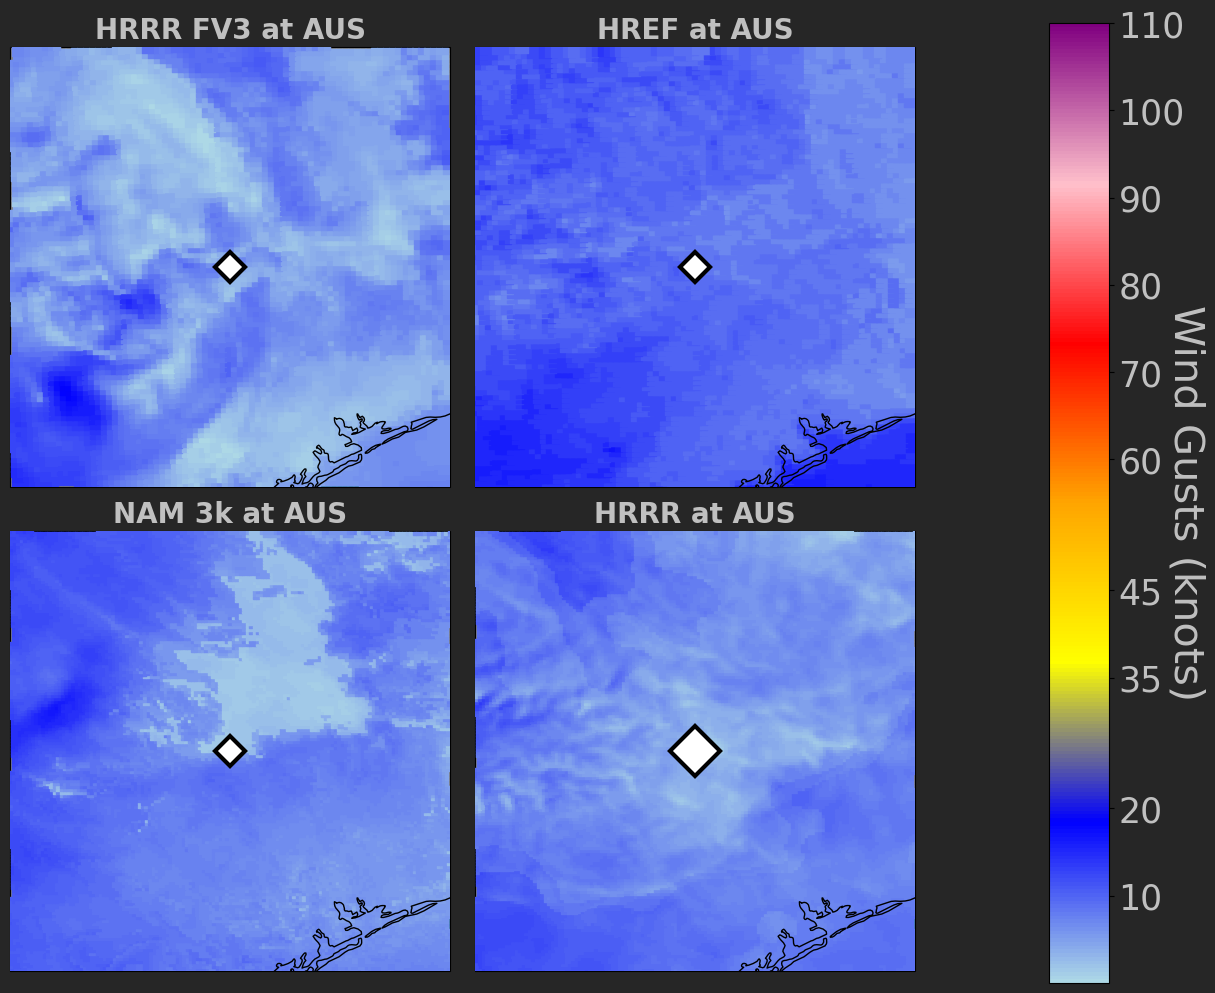 HRRR FV3 at AUS
HREF at AUS
NAM 3k at AUS
HRRR at AUS
110
100
90
80
70
60
45
35
20
10
Wind Gusts (knots)